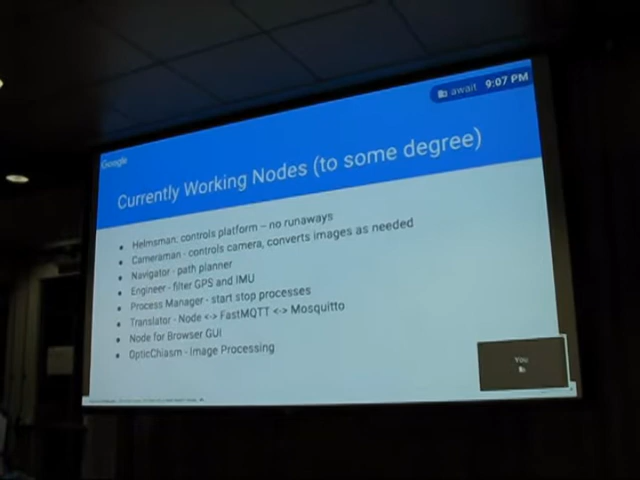 Google
await 9:07 PM
Currently Working Nodes (to some degree)
• Helmsman: controls platform – no runaways
• Cameraman - controls camera, converts images as needed
• Navigator - path planner
• Engineer - filter GPS and IMU
• Process Manager - start stop processes
• Translator - Node <-> FastMQTT <-> Mosquitto
• Node for Browser GUI
• OpticChiasm - Image Processing
You